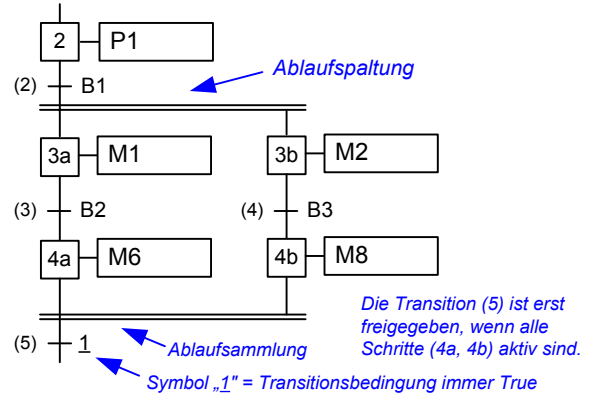 2 P1
(2) B1
Ablaufspaltung
3a M1 3b M2
(3) B2 (4) B3
4a M6 4b M8
Die Transition (5) ist erst
freigegeben, wenn alle
Schritte (4a, 4b) aktiv sind.
(5) 1
Ablaufsammlung
Symbol „1" = Transitionsbedingung immer True